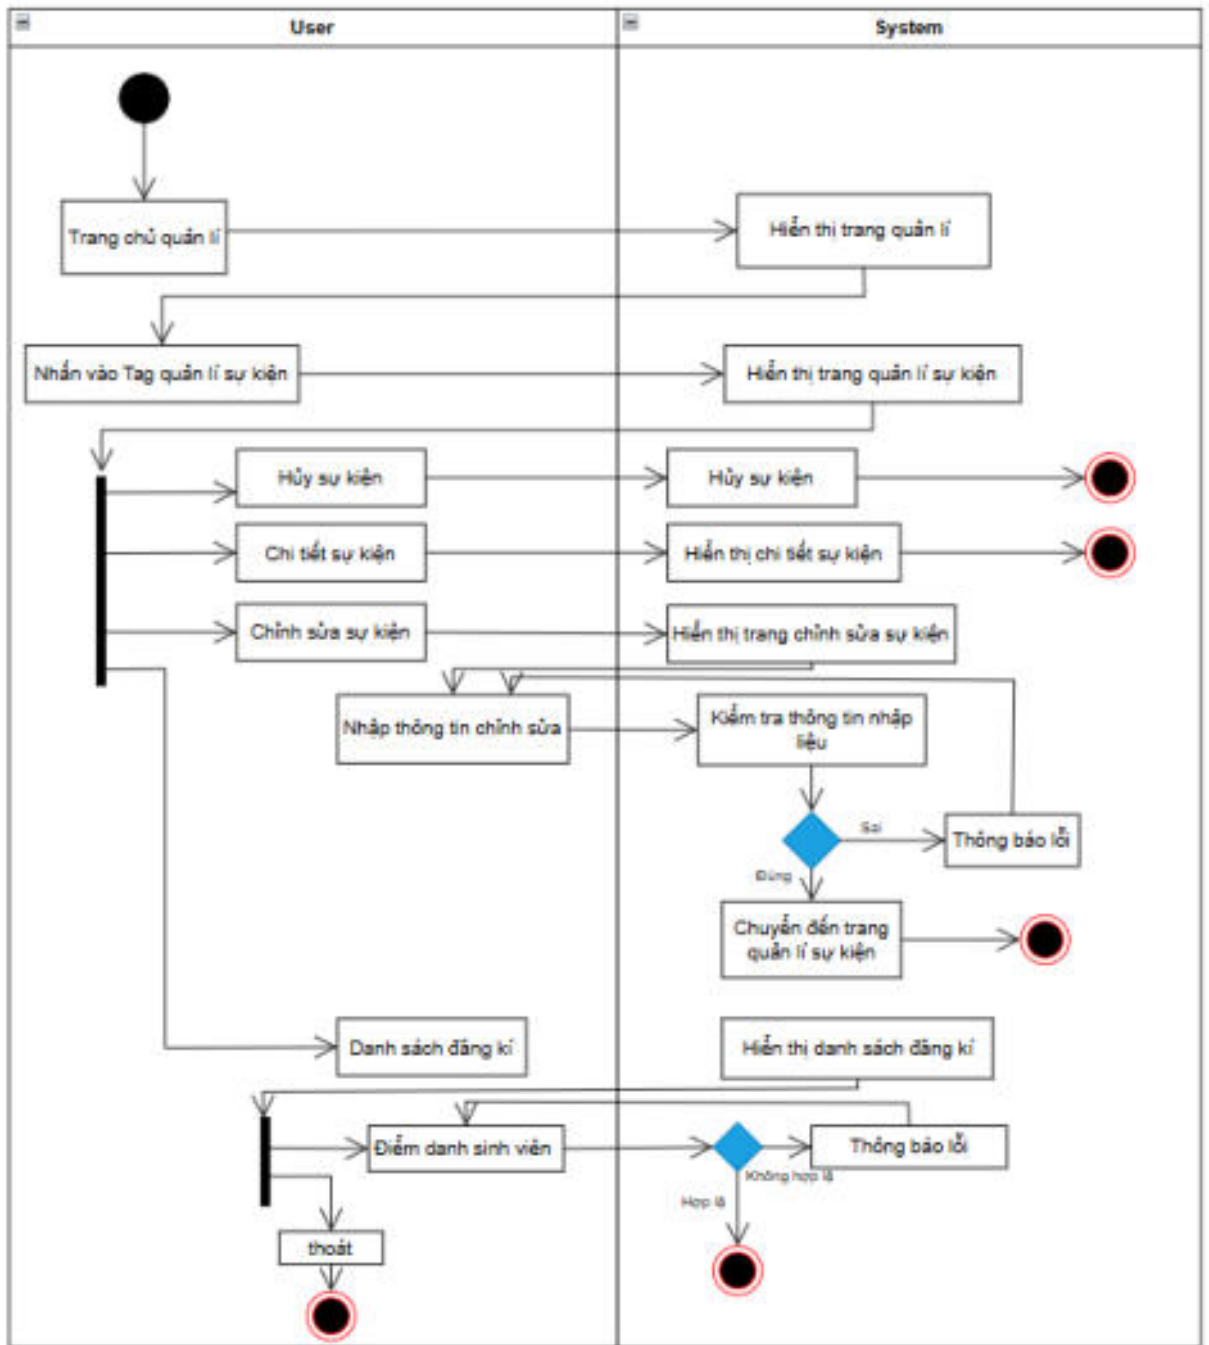 User
System
Trang chủ quản lí
Hiển thị trang quản lí
Nhấn vào Tag quản lí sự kiện
Hiển thị trang quản lí sự kiện
Hủy sự kiện
Hủy sự kiện
Chi tiết sự kiện
Hiển thị chi tiết sự kiện
Chỉnh sửa sự kiện
Hiển thị trang chỉnh sửa sự kiện
Nhập thông tin chỉnh sửa
Kiểm tra thông tin nhập
liệu
Sai
Thông báo lỗi
Đúng
Chuyển đến trang
quản lí sự kiện
Danh sách đăng kí
Hiển thị danh sách đăng kí
Điểm danh sinh viên
Thông báo lỗi
Không hợp lệ
Hợp lệ
thoát